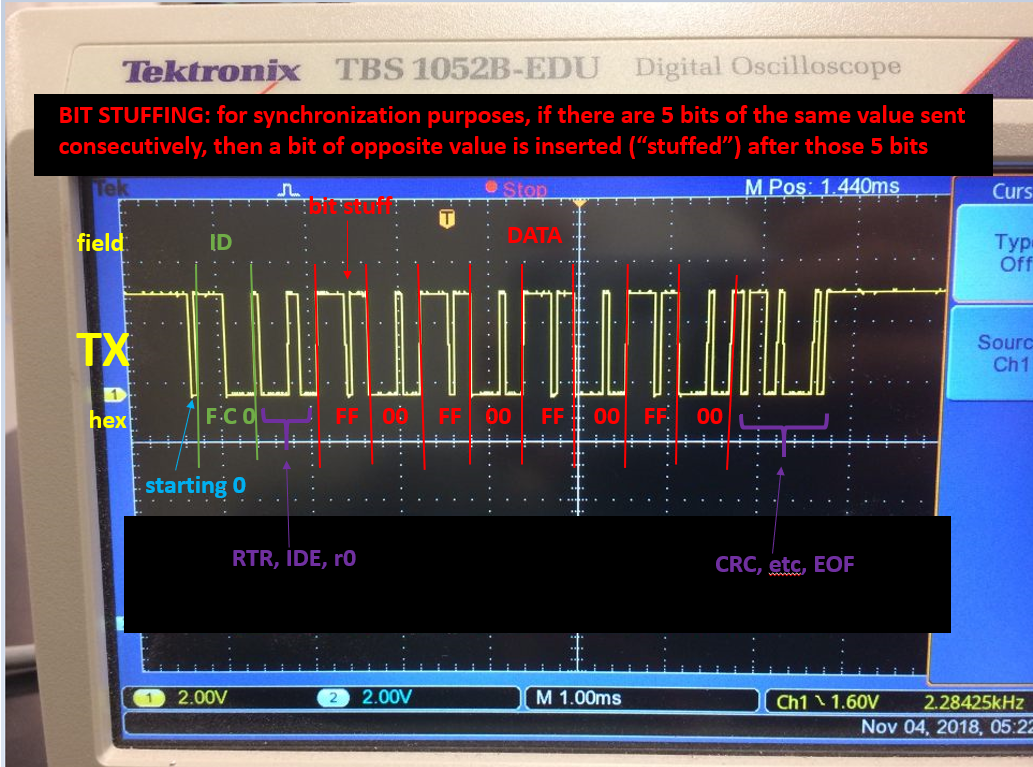 Tektronix TBS 1052B-EDU Digital Oscilloscope
BIT STUFFING: for synchronization purposes, if there are 5 bits of the same value sent
consecutively, then a bit of opposite value is inserted (“stuffed”) after those 5 bits
Tek Stop M Pos: 1.440ms Curs
bit stuff
T
field ID DATA
Typ
Off
TX
Sourc
Ch1
1
hex F C 0 FF 00 FF 00 FF 00 FF 00
starting 0
RTR, IDE, r0 CRC, etc, EOF
1 2.00V 2 2.00V M 1.00ms Ch1 \ 1.60V 2.28425kHz
Nov 04, 2018, 05:22